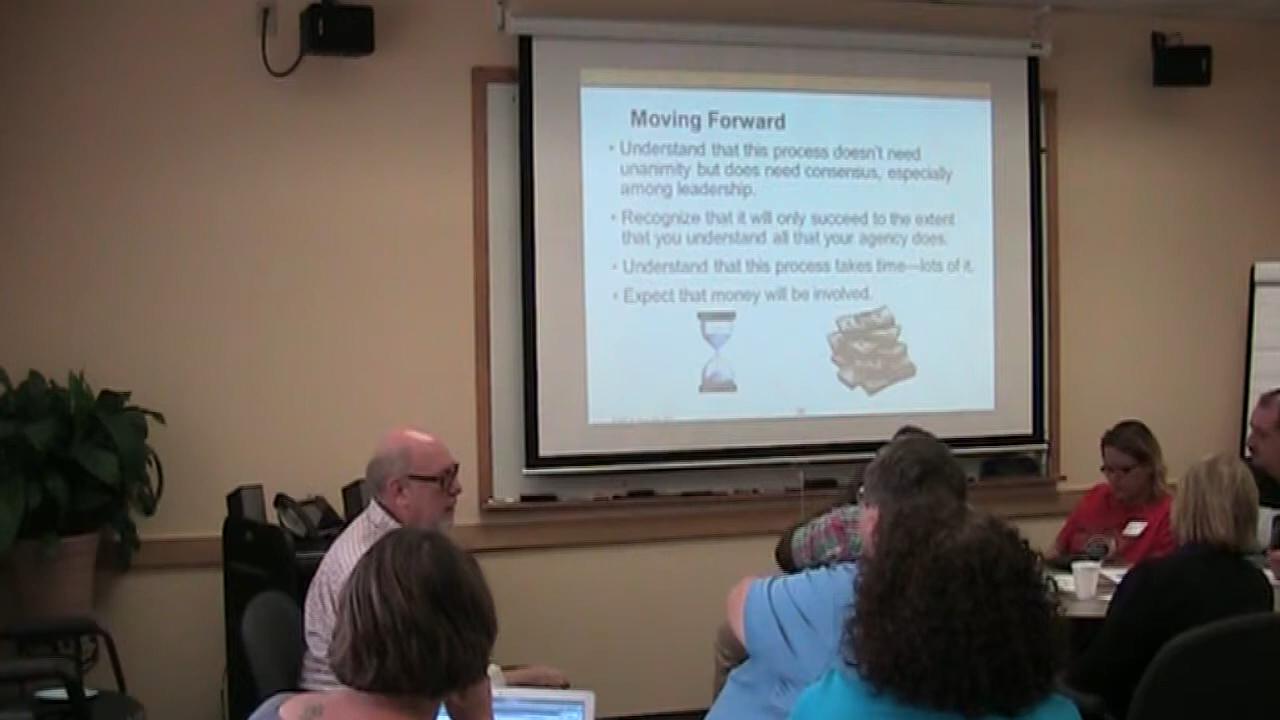 Moving Forward
• Understand that this process doesn't need
unanimity but does need consensus, especially
among leadership.
• Recognize that it will only succeed to the extent
that you understand all that your agency does.
• Understand that this process takes time—lots of it.
• Expect that money will be involved.